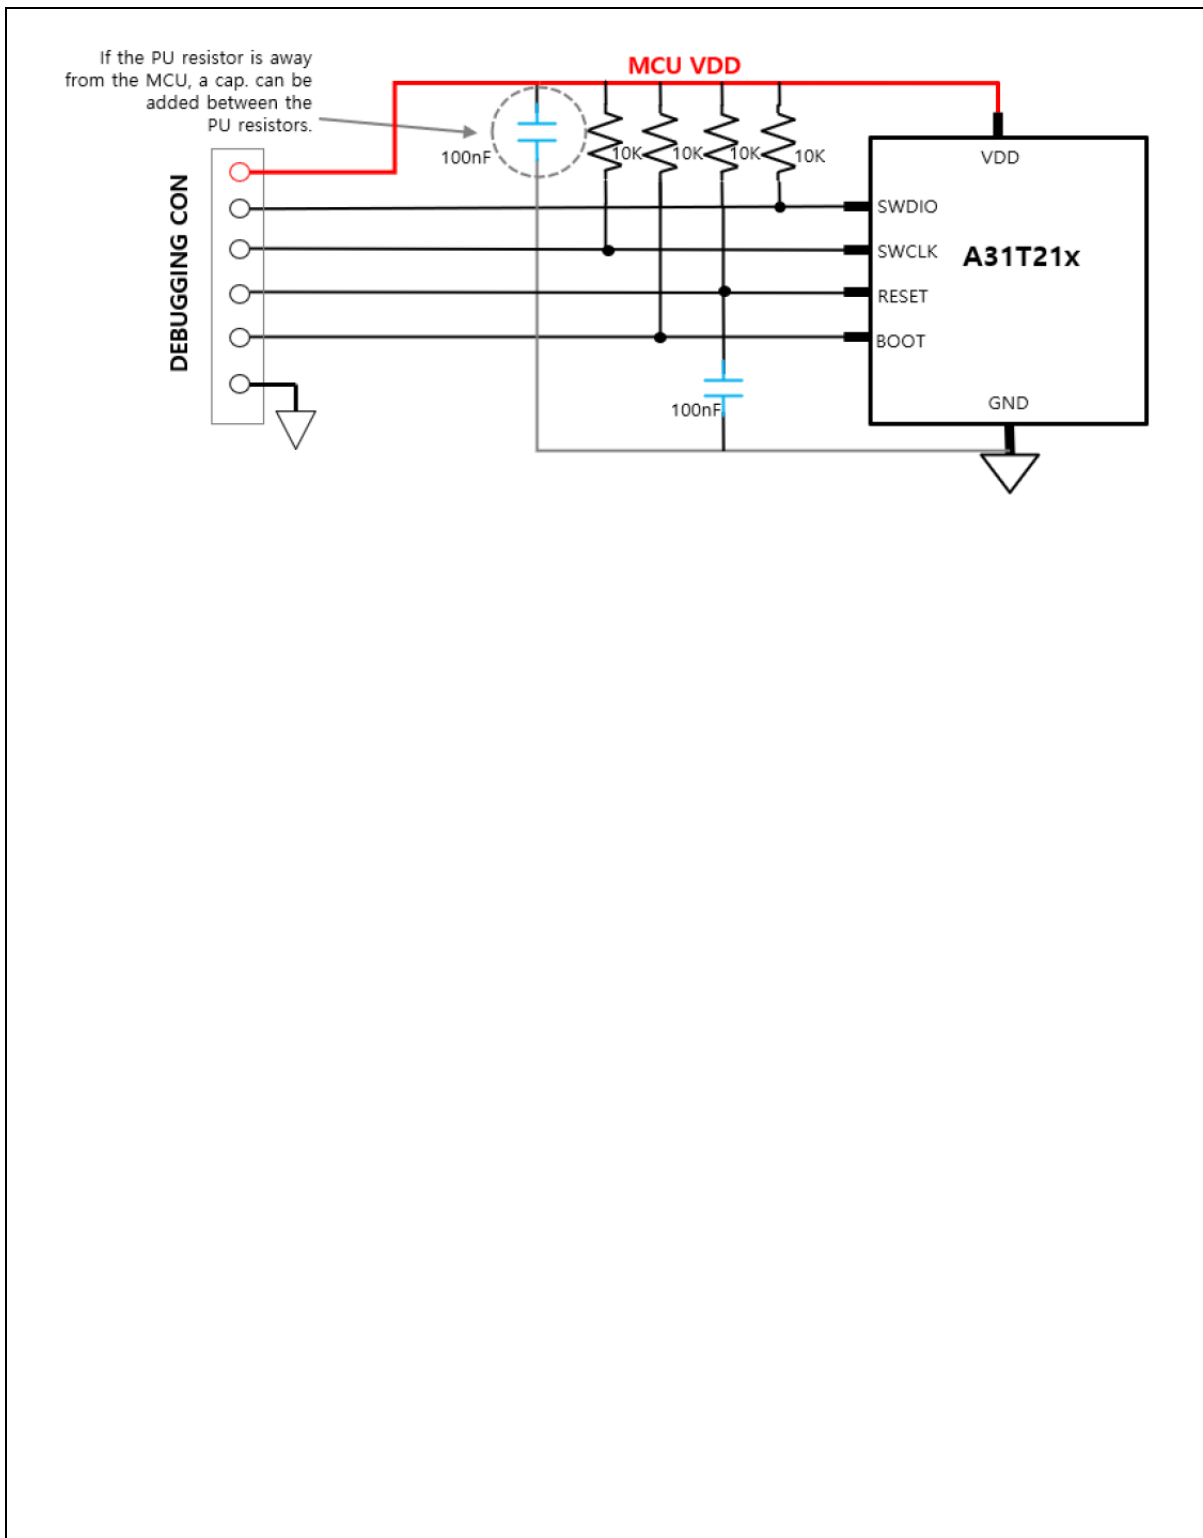 If the PU resistor is away
from the MCU, a cap. can be
added between the
PU resistors.
MCU VDD
100nF
10K
10K
10K
10K
VDD
DEBUGGING CON
SWDIO
SWCLK
A31T21x
RESET
BOOT
100nF
GND